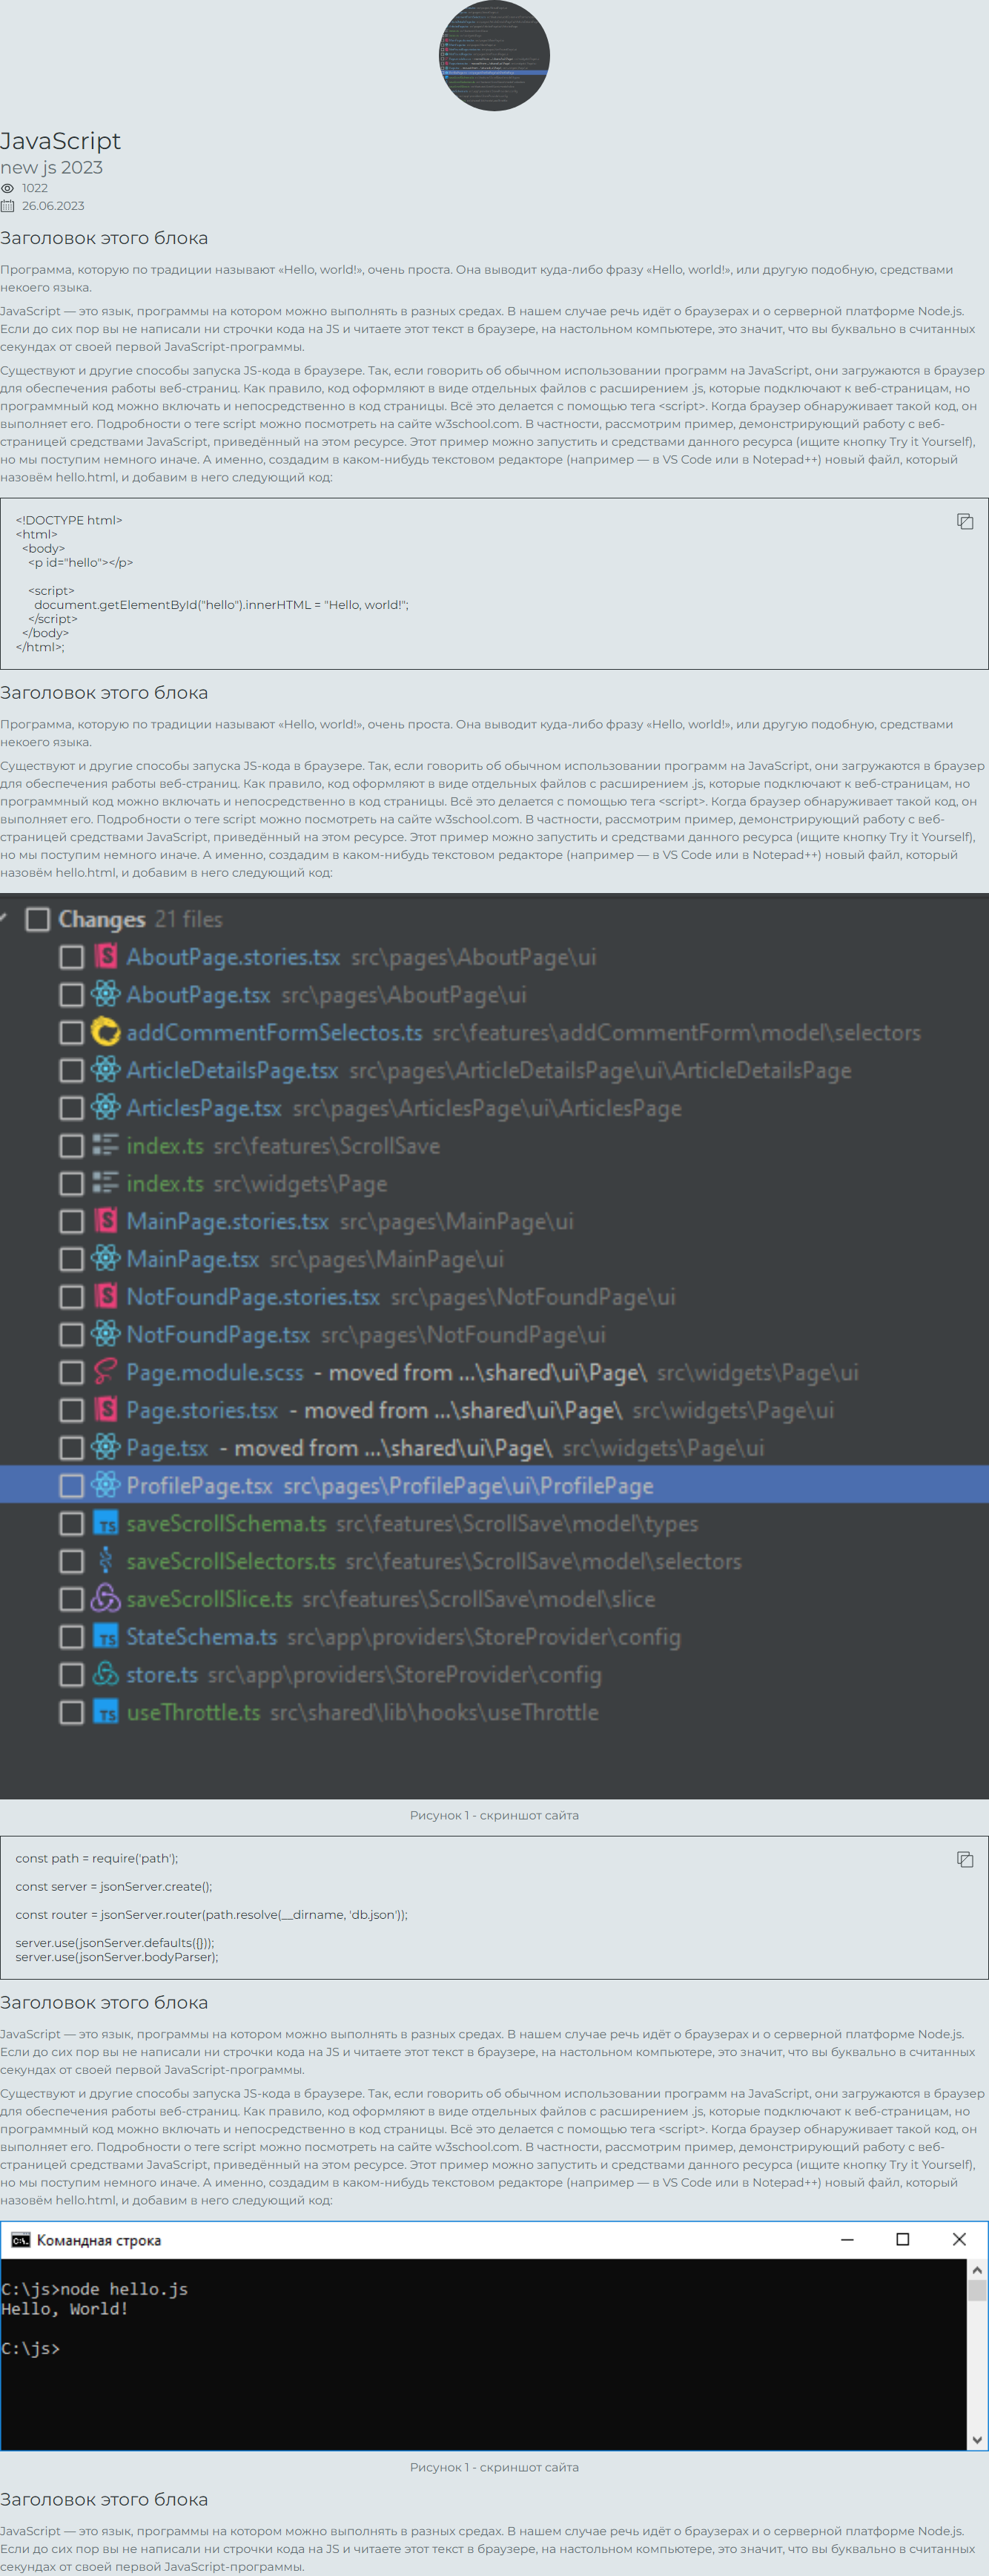 JavaScript
new js 2023
1022
26.06.2023
Заголовок этого блока
Программа, которую по традиции называют «Hello, world!», очень проста. Она выводит куда-либо фразу «Hello, world!», или другую подобную, средствами
некоего языка.
JavaScript — это язык, программы на котором можно выполнять в разных средах. В нашем случае речь идёт о браузерах и о серверной платформе Node.js.
Если до сих пор вы не написали ни строчки кода на JS и читаете этот текст в браузере, на настольном компьютере, это значит, что вы буквально в считанных
секундах от своей первой JavaScript-программы.
Существуют и другие способы запуска JS-кода в браузере. Так, если говорить об обычном использовании программ на JavaScript, они загружаются в браузер
для обеспечения работы веб-страниц. Как правило, код оформляют в виде отдельных файлов с расширением .js, которые подключают к веб-страницам, но
программный код можно включать и непосредственно в код страницы. Всё это делается с помощью тега <script>. Когда браузер обнаруживает такой код, он
выполняет его. Подробности о теге script можно посмотреть на сайте w3school.com. В частности, рассмотрим пример, демонстрирующий работу с веб-
страницей средствами JavaScript, приведённый на этом ресурсе. Этот пример можно запустить и средствами данного ресурса (ищите кнопку Try it Yourself),
но мы поступим немного иначе. А именно, создадим в каком-нибудь текстовом редакторе (например — в VS Code или в Notepad++) новый файл, который
назовём hello.html, и добавим в него следующий код:
<!DOCTYPE html>
<html>
<body>
<p id="hello"></p>
<script>
document.getElementById("hello").innerHTML = "Hello, world!";
</script>
</body>
</html>;
Заголовок этого блока
Программа, которую по традиции называют «Hello, world!», очень проста. Она выводит куда-либо фразу «Hello, world!», или другую подобную, средствами
некоего языка.
Существуют и другие способы запуска JS-кода в браузере. Так, если говорить об обычном использовании программ на JavaScript, они загружаются в браузер
для обеспечения работы веб-страниц. Как правило, код оформляют в виде отдельных файлов с расширением .js, которые подключают к веб-страницам, но
программный код можно включать и непосредственно в код страницы. Всё это делается с помощью тега <script>. Когда браузер обнаруживает такой код, он
выполняет его. Подробности о теге script можно посмотреть на сайте w3school.com. В частности, рассмотрим пример, демонстрирующий работу с веб-
страницей средствами JavaScript, приведённый на этом ресурсе. Этот пример можно запустить и средствами данного ресурса (ищите кнопку Try it Yourself),
но мы поступим немного иначе. А именно, создадим в каком-нибудь текстовом редакторе (например — в VS Code или в Notepad++) новый файл, который
назовём hello.html, и добавим в него следующий код:
Changes 21 files
AboutPage.stories.tsx src\pages\AboutPage\ui
AboutPage.tsx src\pages\AboutPage\ui
addCommentFormSelectos.ts src\features\addCommentForm\model\selectors
ArticleDetailsPage.tsx src\pages\ArticleDetailsPage\ui\ArticleDetailsPage
ArticlesPage.tsx src\pages\ArticlesPage\ui\ArticlesPage
index.ts src\features\ScrollSave
index.ts src\widgets\Page
MainPage.stories.tsx src\pages\MainPage\ui
MainPage.tsx src\pages\MainPage\ui
NotFoundPage.stories.tsx src\pages\NotFoundPage\ui
NotFoundPage.tsx src\pages\NotFoundPage\ui
Page.module.scss - moved from ...\shared\ui\Page\ src\widgets\Page\ui
Page.stories.tsx - moved from ...\shared\ui\Page\ src\widgets\Page\ui
Page.tsx - moved from ...\shared\ui\Page\ src\widgets\Page\ui
ProfilePage.tsx src\pages\ProfilePage\ui\ProfilePage
TS saveScrollSchema.ts src\features\ScrollSave\model\types
saveScrollSelectors.ts src\features\ScrollSave\model\selectors
saveScrollSlice.ts src\features\ScrollSave\model\slice
TS StateSchema.ts src\app\providers\StoreProvider\config
store.ts src\app\providers\StoreProvider\config
TS useThrottle.ts src\shared\lib\hooks\useThrottle
Рисунок 1 - скриншот сайта
const path = require('path');
const server = jsonServer.create();
const router = jsonServer.router(path.resolve(__dirname, 'db.json'));
server.use(jsonServer.defaults({}));
server.use(jsonServer.bodyParser);
Заголовок этого блока
JavaScript — это язык, программы на котором можно выполнять в разных средах. В нашем случае речь идёт о браузерах и о серверной платформе Node.js.
Если до сих пор вы не написали ни строчки кода на JS и читаете этот текст в браузере, на настольном компьютере, это значит, что вы буквально в считанных
секундах от своей первой JavaScript-программы.
Существуют и другие способы запуска JS-кода в браузере. Так, если говорить об обычном использовании программ на JavaScript, они загружаются в браузер
для обеспечения работы веб-страниц. Как правило, код оформляют в виде отдельных файлов с расширением .js, которые подключают к веб-страницам, но
программный код можно включать и непосредственно в код страницы. Всё это делается с помощью тега <script>. Когда браузер обнаруживает такой код, он
выполняет его. Подробности о теге script можно посмотреть на сайте w3school.com. В частности, рассмотрим пример, демонстрирующий работу с веб-
страницей средствами JavaScript, приведённый на этом ресурсе. Этот пример можно запустить и средствами данного ресурса (ищите кнопку Try it Yourself),
но мы поступим немного иначе. А именно, создадим в каком-нибудь текстовом редакторе (например — в VS Code или в Notepad++) новый файл, который
назовём hello.html, и добавим в него следующий код:
Командная строка
C:\js>node hello.js
Hello, World!
C:\js>
Рисунок 1 - скриншот сайта
Заголовок этого блока
JavaScript — это язык, программы на котором можно выполнять в разных средах. В нашем случае речь идёт о браузерах и о серверной платформе Node.js.
Если до сих пор вы не написали ни строчки кода на JS и читаете этот текст в браузере, на настольном компьютере, это значит, что вы буквально в считанных
секундах от своей первой JavaScript-программы.